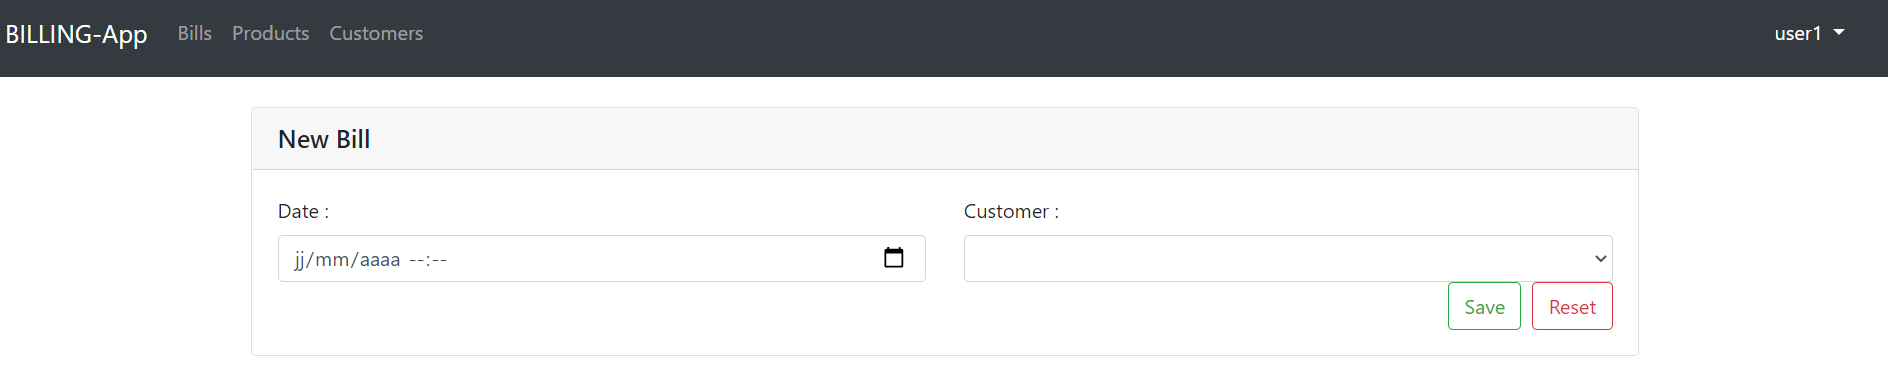 BILLING-App Bills Products Customers user1
New Bill
Date : Customer :
jj/mm/aaaa --:--
Save Reset